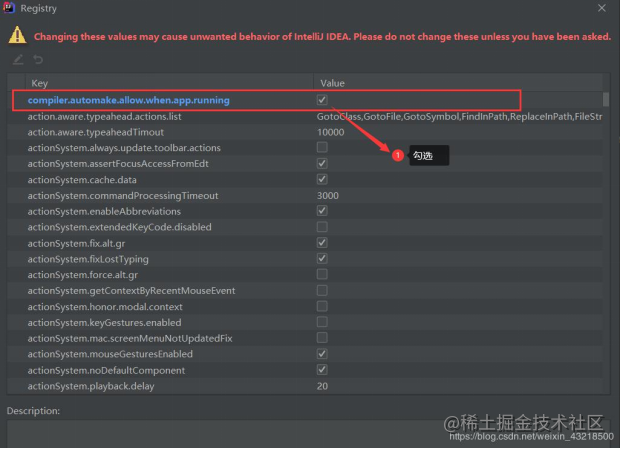 Registry
Changing these values may cause unwanted behavior of IntelliJ IDEA. Please do not change these unless you have been asked.
Key Value
compiler.automake.allow.when.app.running
action.aware.typeahead.actions.list GotoClass,GotoFile,GotoSymbol,FindInPath,ReplaceInPath,FileStr
action.aware.typeaheadTimout 10000
actionSystem.always.update.toolbar.actions
1 勾选
actionSystem.assertFocusAccessFromEdt
actionSystem.cache.data
actionSystem.commandProcessingTimeout 3000
actionSystem.enableAbbreviations
actionSystem.extendedKeyCode.disabled
actionSystem.fix.alt.gr
actionSystem.fixLostTyping
actionSystem.force.alt.gr
actionSystem.getContextByRecentMouseEvent
actionSystem.honor.modal.context
actionSystem.keyGestures.enabled
actionSystem.mac.screenMenuNotUpdatedFix
actionSystem.mouseGesturesEnabled
actionSystem.noDefaultComponent
actionSystem.playback.delay 20
Description:
@稀土掘金技术社区
https://blog.csdn.net/weixin_43218500